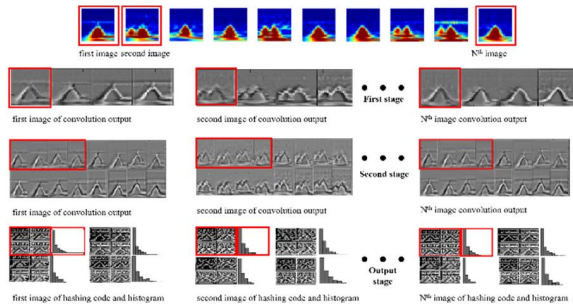 first image second image
Nth image
First stage
first image of convolution output
second image of convolution output
Nth image convolution output
Second stage
first image of convolution output
second image of convolution output
Nth image convolution output
Output
stage
first image of hashing code and histogram
second image of hashing code and histogram
Nth image of hashing code and histogram